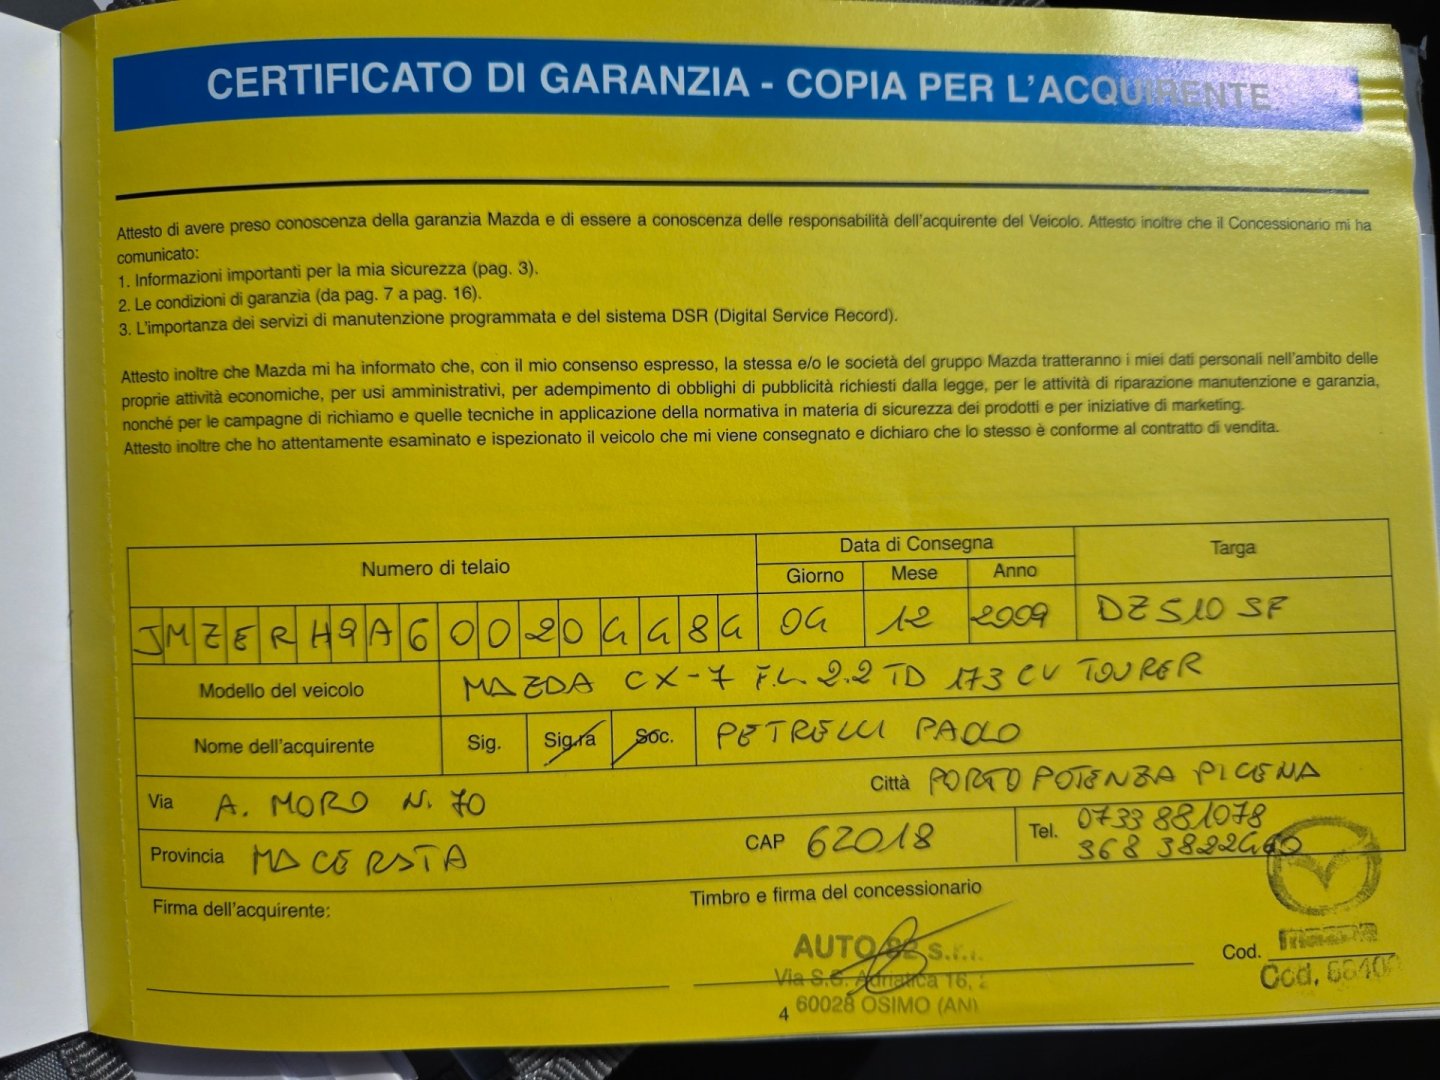 CERTIFICATO DI GARANZIA - COPIA PER L'ACQUIRENTE
Attesto di avere preso conoscenza della garanzia Mazda e di essere a conoscenza delle responsabilità dell'acquirente del Veicolo. Attesto inoltre che il Concessionario mi ha
comunicato:
1. Informazioni importanti per la mia sicurezza (pag. 3).
2. Le condizioni di garanzia (da pag. 7 a pag. 16).
3. L'importanza dei servizi di manutenzione programmata e del sistema DSR (Digital Service Record).
Attesto inoltre che Mazda mi ha informato che, con il mio consenso espresso, la stessa e/o le società del gruppo Mazda tratteranno i miei dati personali nell'ambito delle
proprie attività economiche, per usi amministrativi, per adempimento di obblighi di pubblicità richiesti dalla legge, per le attività di riparazione manutenzione e garanzia,
nonché per le campagne di richiamo e quelle tecniche in applicazione della normativa in materia di sicurezza dei prodotti e per iniziative di marketing.
Attesto inoltre che ho attentamente esaminato e ispezionato il veicolo che mi viene consegnato e dichiaro che lo stesso è conforme al contratto di vendita.
Numero di telaio Data di Consegna Targa
Giorno Mese Anno
12 2009 DZ510SF
Modello del veicolo MAZDA CX-7 F.L. 2.2 TD 173 CV TOURER
Nome dell'acquirente Sig. Sig.ra Soc. PETRELLI PAOLO
Via A. MORO N. 70 Città PORTO POTENZA PICENA
Provincia MACERATA CAP 62018 Tel. 0733 881078
368
Firma dell'acquirente: Timbro e firma del concessionario
AUTO 82 s.r.l.
Via S.S. Adriatica 16,
60028 OSIMO (AN)
Cod. mazda
Cod.
4